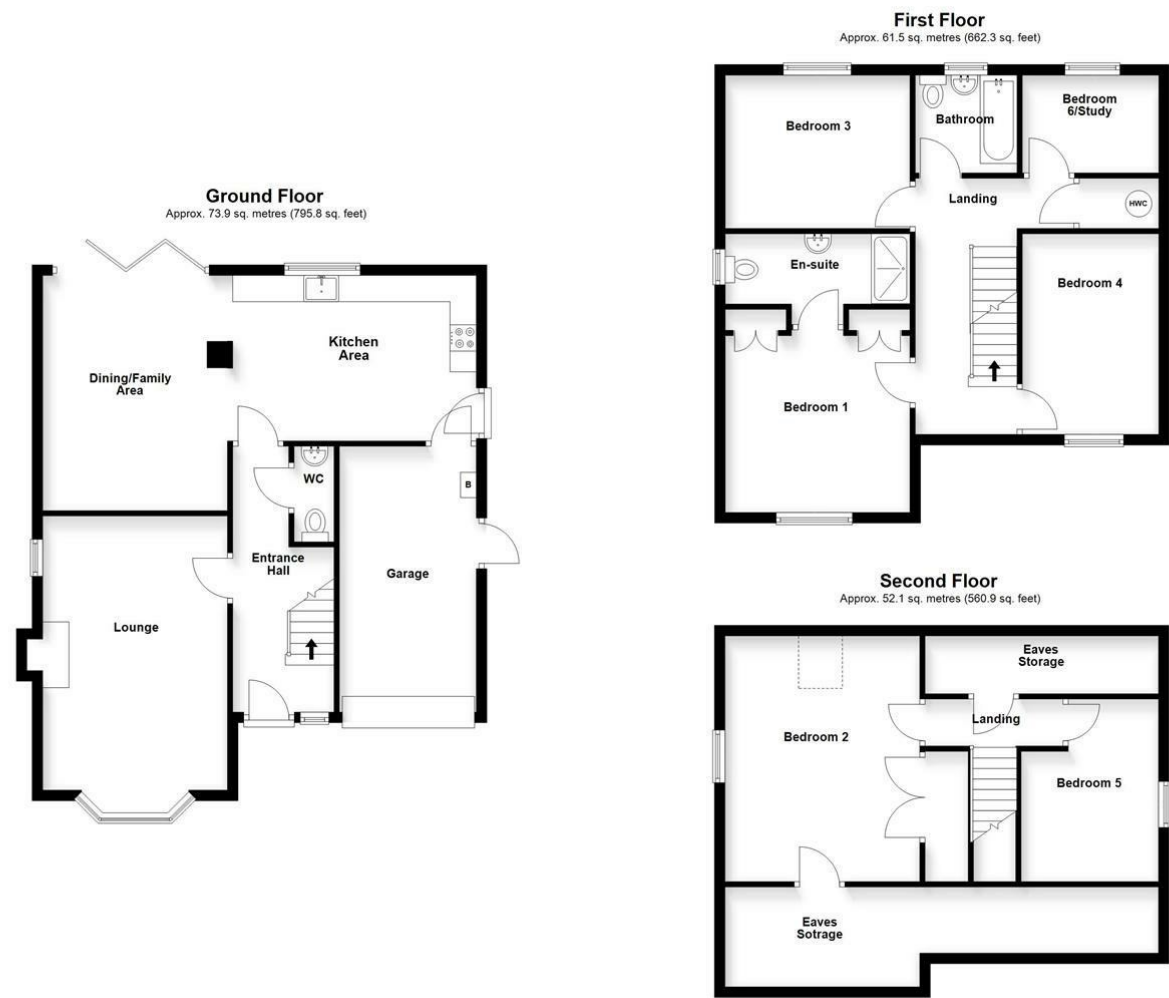 First Floor
Approx. 61.5 sq. metres (662.3 sq. feet)
Bedroom 3
Bathroom
Bedroom
6/Study
Landing
HWC
En-suite
Bedroom 4
Bedroom 1
Ground Floor
Approx. 73.9 sq. metres (795.8 sq. feet)
Kitchen
Area
Dining/Family
Area
WC
B
Entrance
Hall
Garage
Lounge
Second Floor
Approx. 52.1 sq. metres (560.9 sq. feet)
Eaves
Storage
Landing
Bedroom 2
Bedroom 5
Eaves
Sotrage